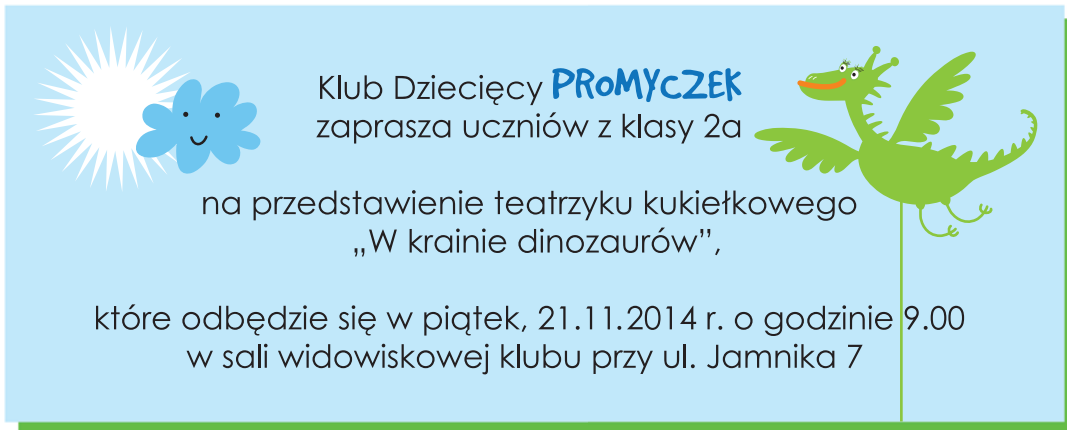 Klub Dziecięcy PROMYCZEK
zaprasza uczniów z klasy 2a
na przedstawienie teatrzyku kukiełkowego
„W krainie dinozaurów”,
które odbędzie się w piątek, 21.11.2014 r. o godzinie 9.00
w sali widowiskowej klubu przy ul. Jamnika 7